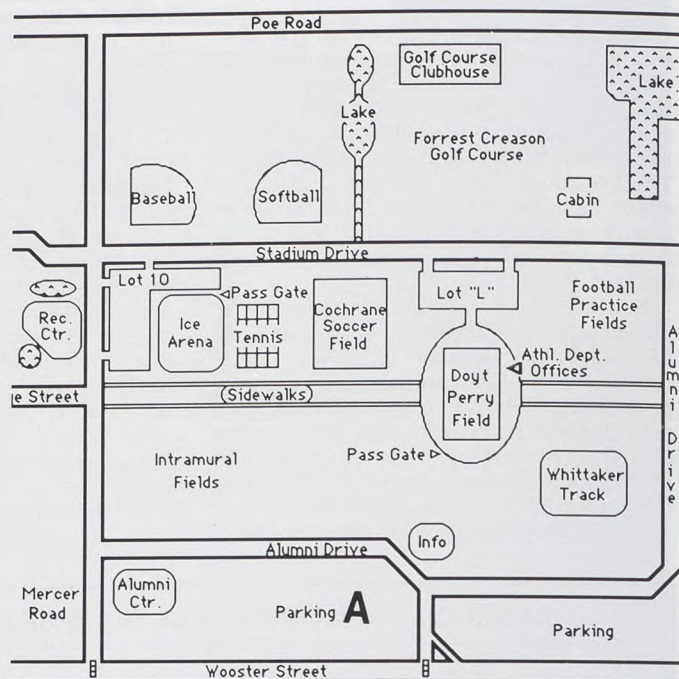 Poe Road
Golf Course
Clubhouse
Lake
Lake
Forrest Creason
Golf Course
Baseball
Softball
Cabin
Stadium Drive
Lot 10
Pass Gate
Rec.
Ctr.
Ice
Arena
Tennis
Cochrane
Soccer
Field
Lot "L"
Football
Practice
Fields
Athl. Dept.
Offices
Doyt
Perry
Field
Alumni Drive
e Street
(Sidewalks)
Intramural
Fields
Pass Gate
Whittaker
Track
Info
Alumni Drive
Mercer
Road
Alumni
Ctr.
Parking A
Parking
Wooster Street